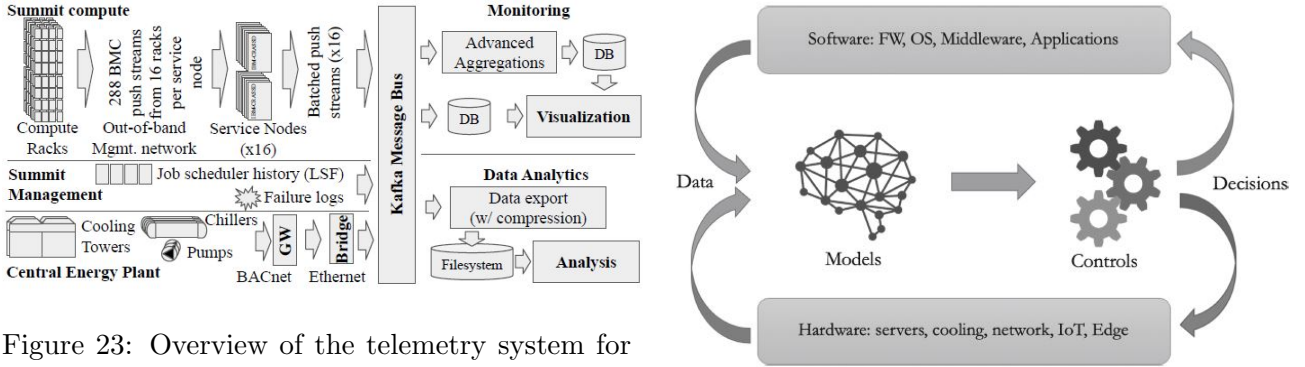 Summit compute
288 BMC
push streams
from 16 racks
per service
node
Batched push
streams (x16)
Compute
Racks
Out-of-band
Mgmt. network
Service Nodes
(x16)
Summit
Management
Job scheduler history (LSF)
Failure logs
Cooling
Towers
Chillers
Pumps
GW
Bridge
Central Energy Plant
BACnet
Ethernet
Kafka Message Bus
Monitoring
Advanced
Aggregations
DB
DB
Visualization
Data Analytics
Data export
(w/ compression)
Filesystem
Analysis
Figure 23: Overview of the telemetry system for
Software: FW, OS, Middleware, Applications
Data
Models
Controls
Decisions
Hardware: servers, cooling, network, IoT, Edge